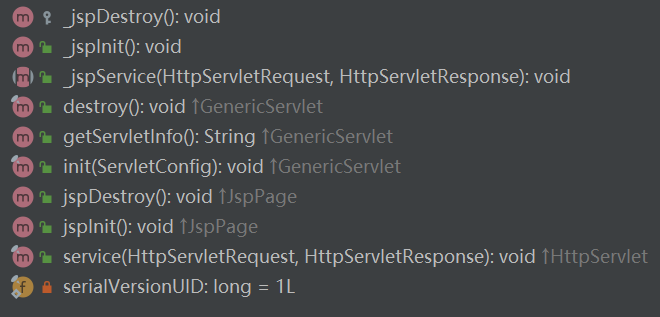 _jspDestroy(): void
_jspInit(): void
_jspService(HttpServletRequest, HttpServletResponse): void
destroy(): void ↑GenericServlet
getServletInfo(): String ↑GenericServlet
init(ServletConfig): void ↑GenericServlet
jspDestroy(): void ↑JspPage
jspInit(): void ↑JspPage
service(HttpServletRequest, HttpServletResponse): void ↑HttpServlet
serialVersionUID: long = 1L